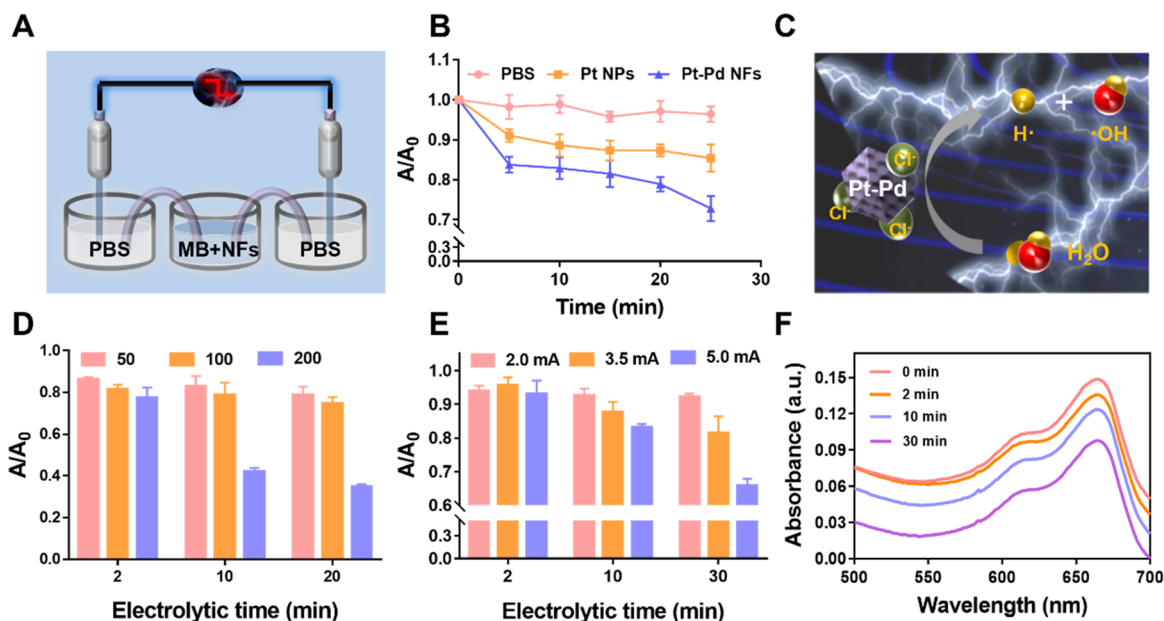 A
PBS
MB+NFs
PBS
B
PBS
Pt NPs
Pt-Pd NFs
A/A0
1.1
1.0
0.9
0.8
0.7
0.3
0.0
0
10
20
30
Time (min)
C
H·
+
·OH
Cl-
Pt-Pd
Cl-
Cl-
H2O
D
50
100
200
A/A0
1.0
0.8
0.6
0.4
0.2
0.0
2
10
20
Electrolytic time (min)
E
2.0 mA
3.5 mA
5.0 mA
A/A0
1.0
0.9
0.8
0.7
0.6
0.3
0.0
2
10
30
Electrolytic time (min)
F
0 min
2 min
10 min
30 min
Absorbance (a.u.)
0.15
0.12
0.09
0.06
0.03
0.00
500
550
600
650
700
Wavelength (nm)